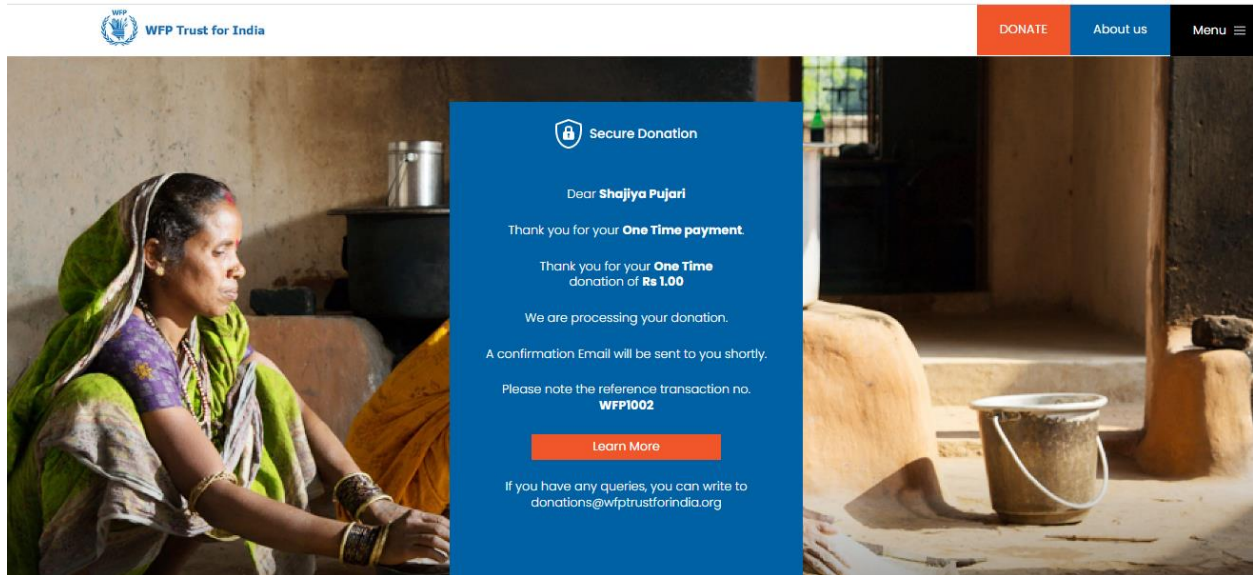 WFP
WFP Trust for India
DONATE
About us
Menu
Secure Donation
Dear Shajiya Pujari
Thank you for your One Time payment.
Thank you for your One Time
donation of Rs 1.00
We are processing your donation.
A confirmation Email will be sent to you shortly.
Please note the reference transaction no.
WFP1002
Learn More
If you have any queries, you can write to
donations@wfptrustforindia.org